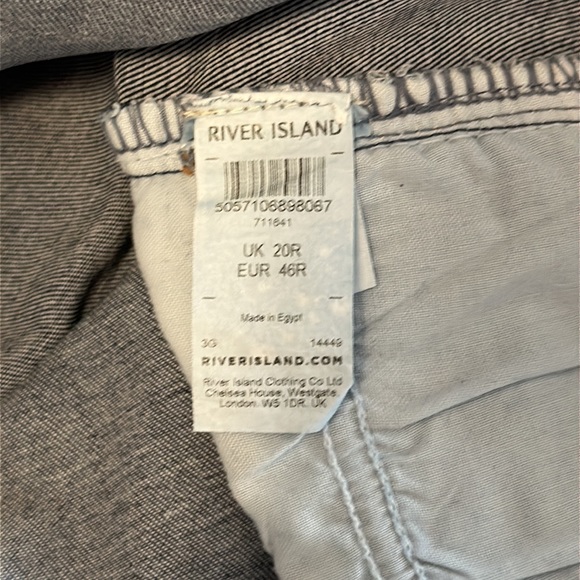 RIVER ISLAND
5057106898067
711641
UK 20R
EUR 46R
Made in Egypt
3G 14449
RIVERISLAND.COM
River Island Clothing Co Ltd
Chelsea House, Westgate,
London. W5 1DR. UK